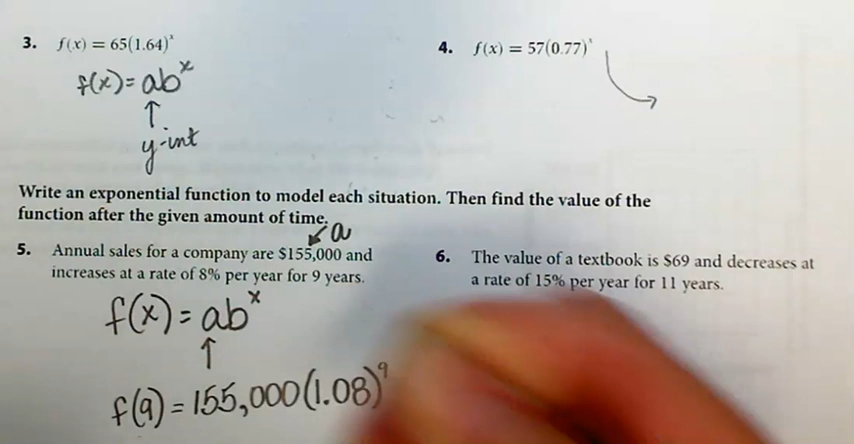 3. f(x) = 65(1.64)ˣ
4. f(x) = 57(0.77)ˣ
f(x) = abˣ
↑
y-int
Write an exponential function to model each situation. Then find the value of the
function after the given amount of time.
a
5. Annual sales for a company are $155,000 and
increases at a rate of 8% per year for 9 years.
6. The value of a textbook is $69 and decreases at
a rate of 15% per year for 11 years.
f(x) = abˣ
↑
f(9) = 155,000(1.08)⁹